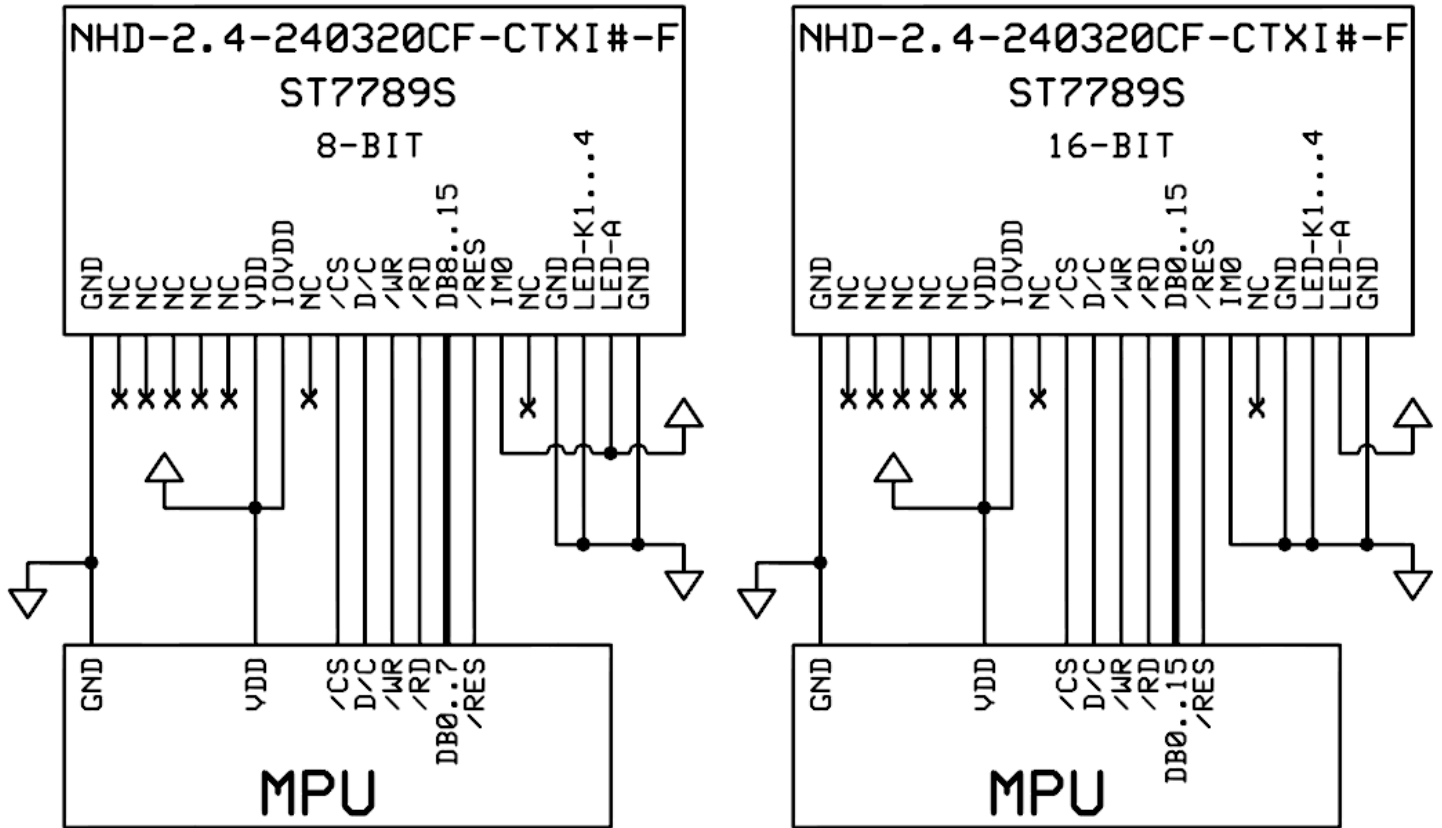 NHD-2.4-240320CF-CTXI#-F
ST7789S
8-BIT
GND
NC
NC
NC
NC
NC
VDD
IOVDD
NC
/CS
D/C
/WR
/RD
DB8..15
/RES
IM0
NC
GND
LED-K1...4
LED-A
GND
GND
VDD
/CS
D/C
/WR
/RD
DB0..7
/RES
MPU
NHD-2.4-240320CF-CTXI#-F
ST7789S
16-BIT
GND
NC
NC
NC
NC
NC
VDD
IOVDD
NC
/CS
D/C
/WR
/RD
DB0..15
/RES
IM0
NC
GND
LED-K1...4
LED-A
GND
GND
VDD
/CS
D/C
/WR
/RD
DB0..15
/RES
MPU